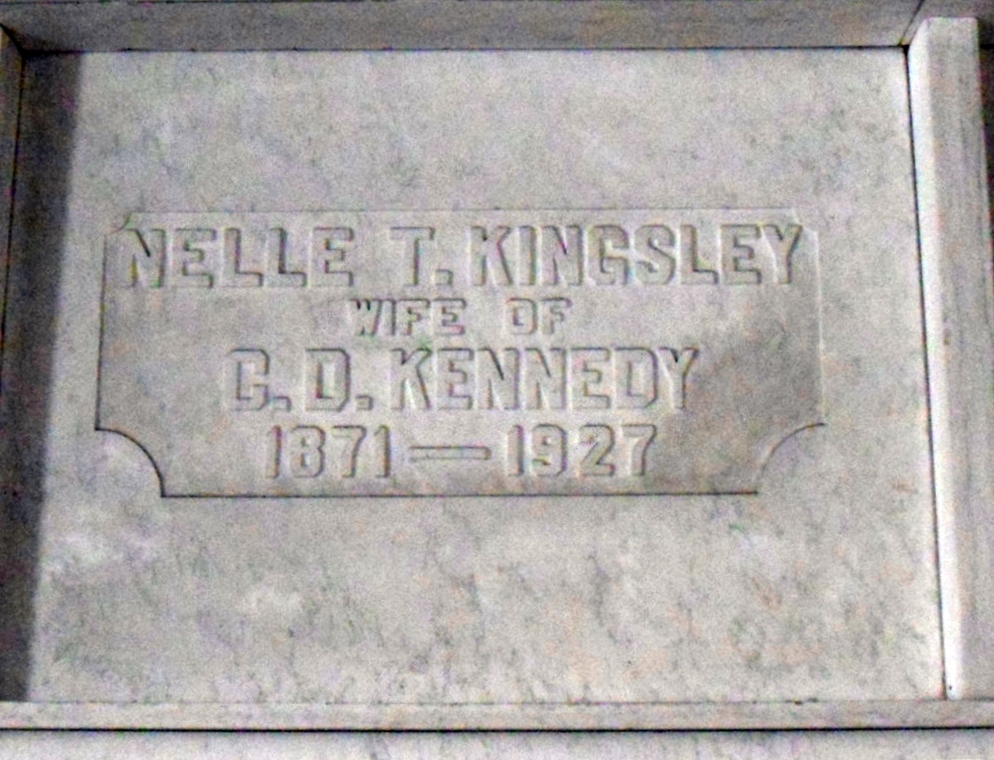 NELLE T. KINGSLEY
WIFE OF
C. D. KENNEDY
1871 — 1927